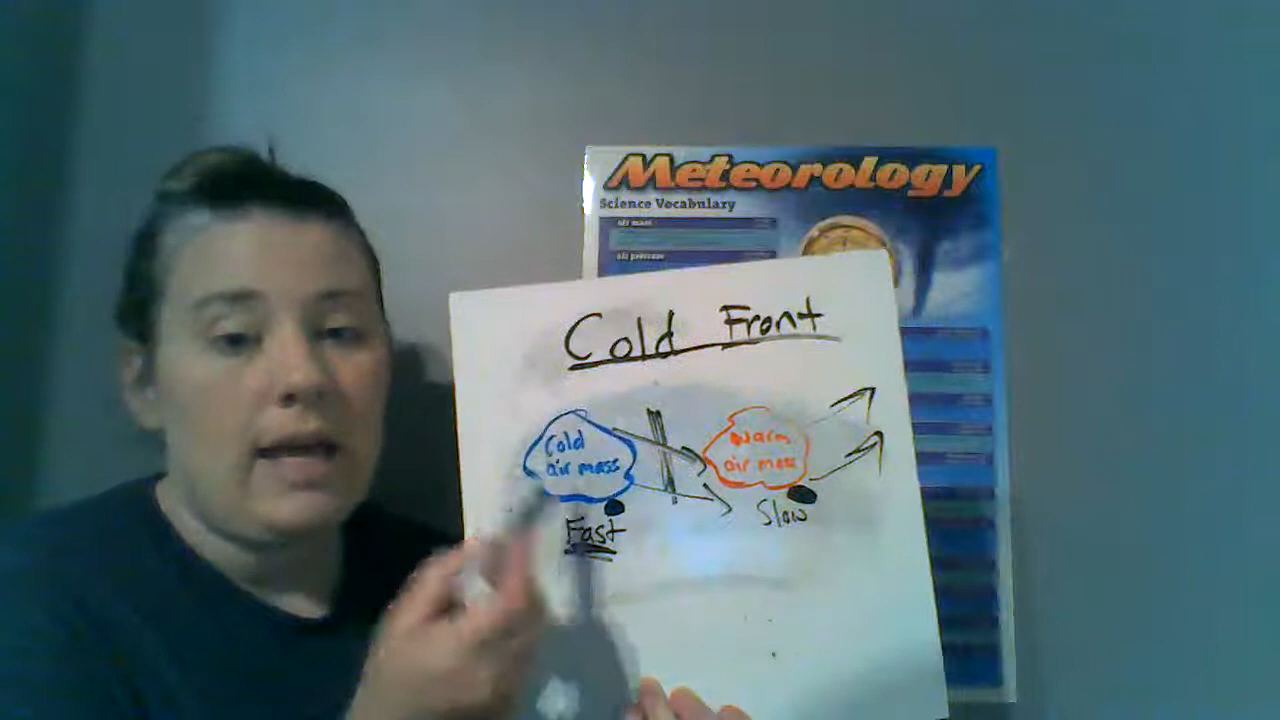 Meteorology
Science Vocabulary
air mass
air pressure
Cold Front
Cold
air mass
Warm
air mass
Fast
Slow